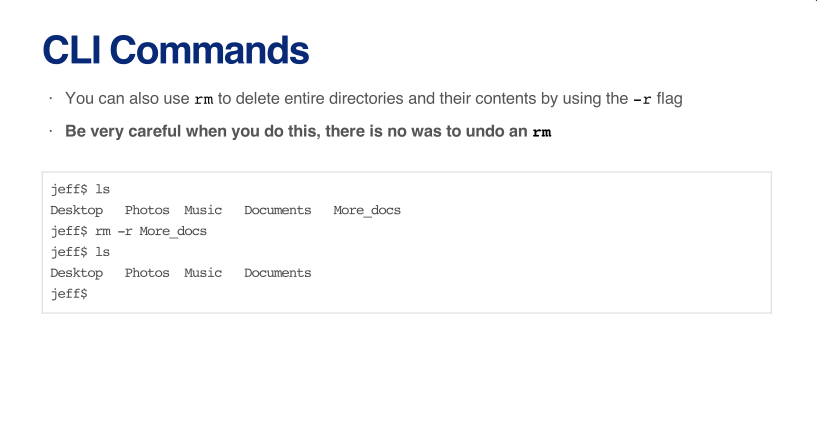 CLI Commands
· You can also use rm to delete entire directories and their contents by using the -r flag
· Be very careful when you do this, there is no was to undo an rm
jeff$ ls
Desktop   Photos  Music   Documents   More_docs
jeff$ rm -r More_docs
jeff$ ls
Desktop   Photos  Music   Documents
jeff$